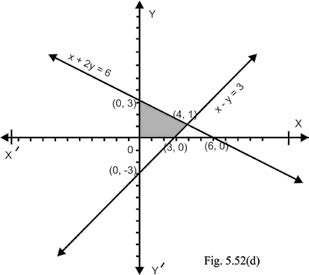 Y
x + 2y = 6
x - y = 3
(0, 3)
(4, 1)
X′
X
0
(3, 0)
(6, 0)
(0, -3)
Y′
Fig. 5.52(d)